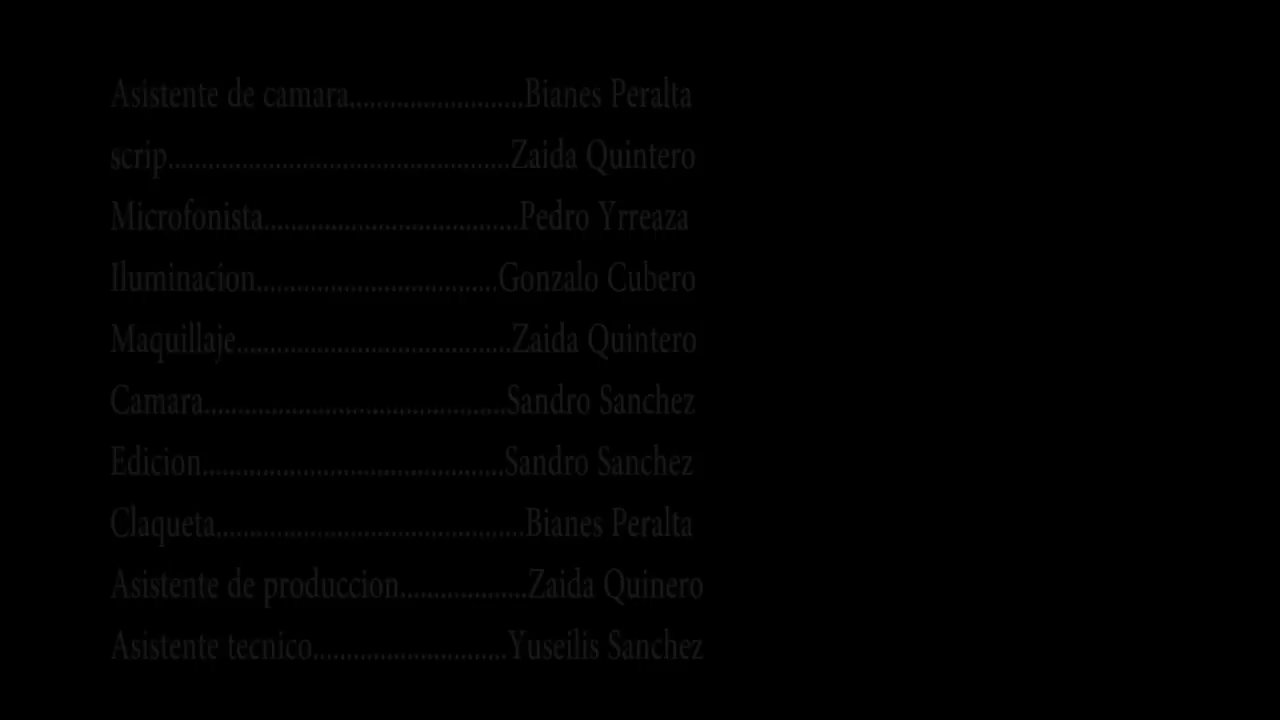 Asistente de camara..........................Bianes Peralta
scrip...................................................Zaida Quintero
Microfonista......................................Pedro Yrreaza
Iluminacion....................................Gonzalo Cubero
Maquillaje.........................................Zaida Quintero
Camara.............................................Sandro Sanchez
Edicion.............................................Sandro Sanchez
Claqueta..............................................Bianes Peralta
Asistente de produccion...................Zaida Quinero
Asistente tecnico.............................Yuseilis Sanchez